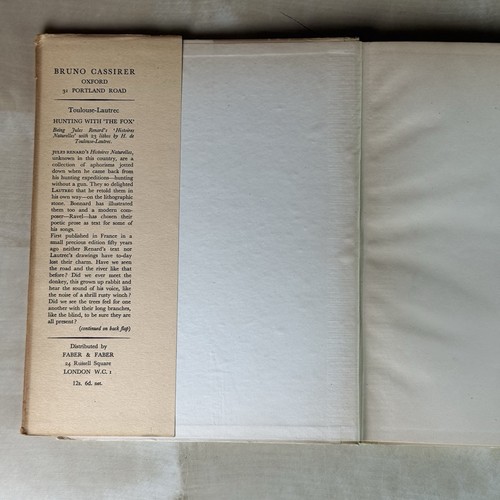 BRUNO CASSIRER
OXFORD
31 PORTLAND ROAD
Toulouse-Lautrec
HUNTING WITH 'THE FOX'
Being Jules Renard's 'Histoires
Naturelles' with 23 lithos by H. de
Toulouse-Lautrec.
JULES RENARD'S Histoires Naturelles,
unknown in this country, are a
collection of aphorisms jotted
down when he came back from
his hunting expeditions—hunting
without a gun. They so delighted
LAUTREC that he retold them in
his own way—on the lithographic
stone. Bonnard has illustrated
them too and a modern com-
poser—Ravel—has chosen their
poetic prose as text for some of
his songs.
First published in France in a
small precious edition fifty years
ago neither Renard's text nor
Lautrec's drawings have to-day
lost their charm. Have we seen
the road and the river like that
before? Did we ever meet the
donkey, this grown up rabbit and
hear the sound of his voice, like
the noise of a shrill rusty winch?
Did we see the trees feel for one
another with their long branches,
like the blind, to be sure they are
all present?
(continued on back flap)
Distributed by
FABER & FABER
24 Russell Square
LONDON W.C. 1
12s. 6d. net.